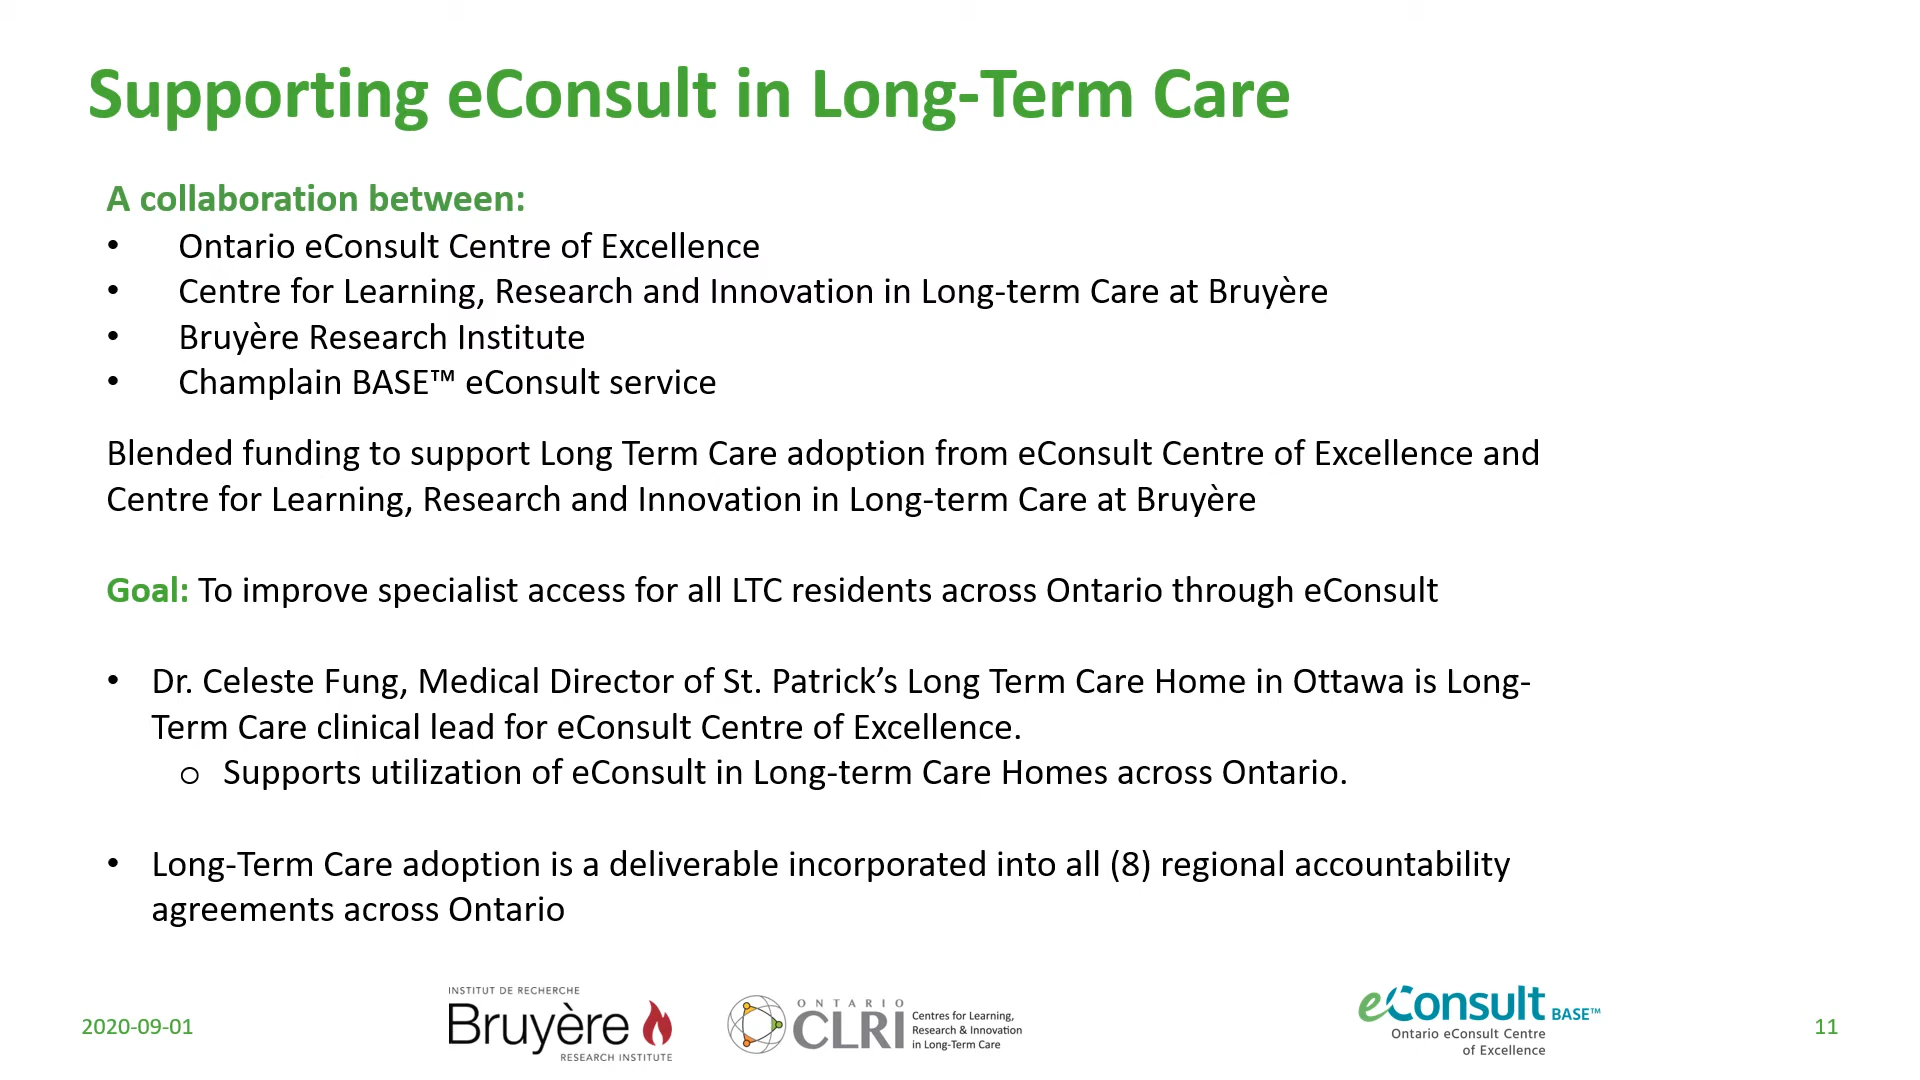 Supporting eConsult in Long-Term Care
A collaboration between:
• Ontario eConsult Centre of Excellence
• Centre for Learning, Research and Innovation in Long-term Care at Bruyère
• Bruyère Research Institute
• Champlain BASE™ eConsult service
Blended funding to support Long Term Care adoption from eConsult Centre of Excellence and
Centre for Learning, Research and Innovation in Long-term Care at Bruyère
Goal: To improve specialist access for all LTC residents across Ontario through eConsult
• Dr. Celeste Fung, Medical Director of St. Patrick’s Long Term Care Home in Ottawa is Long-
Term Care clinical lead for eConsult Centre of Excellence.
o Supports utilization of eConsult in Long-term Care Homes across Ontario.
• Long-Term Care adoption is a deliverable incorporated into all (8) regional accountability
agreements across Ontario
2020-09-01
INSTITUT DE RECHERCHE
Bruyère
RESEARCH INSTITUTE
ONTARIO
CLRI
Centres for Learning,
Research & Innovation
in Long-Term Care
eConsult BASE™
Ontario eConsult Centre
of Excellence
11